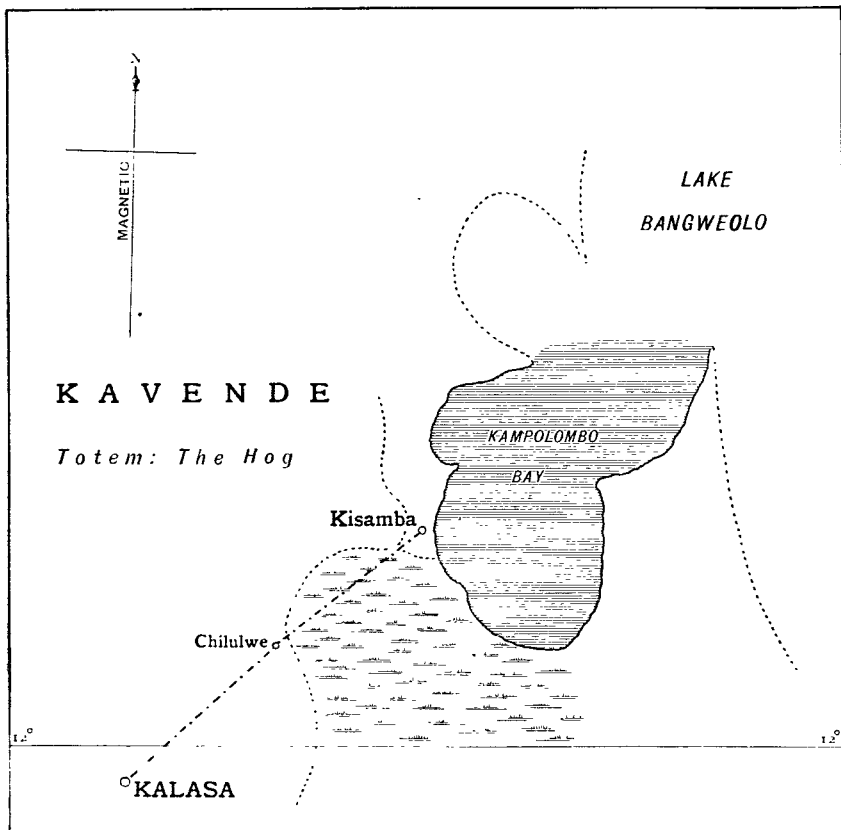 N
MAGNETIC
LAKE
BANGWEOLO
KAVENDE
Totem: The Hog
KAMPOLOMBO
BAY
Kisamba
Chilulwe
12°
12°
KALASA